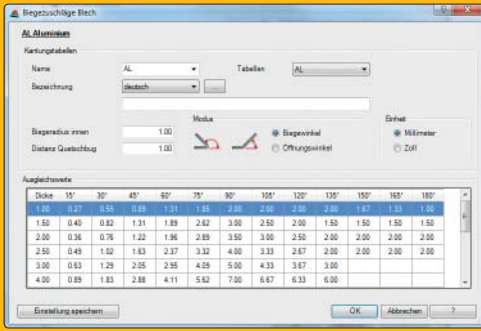 Biegezuschläge Blech
AL Aluminium
Kantungstabellen
Name AL Tabellen AL
Bezeichnung deutsch ...
Modus Einheit
Biegeradius innen 1.00 Biegewinkel Millimeter
Distanz Quetschbug 1.00 Öffnungswinkel Zoll
Ausgleichswerte
Dicke 15° 30° 45° 60° 75° 90° 105° 120° 135° 150° 165° 180°
1.00 0.27 0.55 0.89 1.31 1.85 2.00 2.00 2.00 2.00 1.67 1.33 1.00
1.50 0.40 0.82 1.31 1.89 2.62 3.00 2.50 2.00 1.50 1.50 1.50 1.50
2.00 0.36 0.76 1.22 1.96 2.89 3.50 3.00 2.50 2.00 2.00 2.00 2.00
2.50 0.49 1.02 1.63 2.37 3.32 4.00 3.33 2.67 2.00 2.00 2.00 2.00
3.00 0.63 1.29 2.05 2.95 4.09 5.00 4.33 3.67 3.00
4.00 0.89 1.83 2.88 4.11 5.62 7.00 6.67 6.33 6.00
Einstellung speichern OK Abbrechen ?